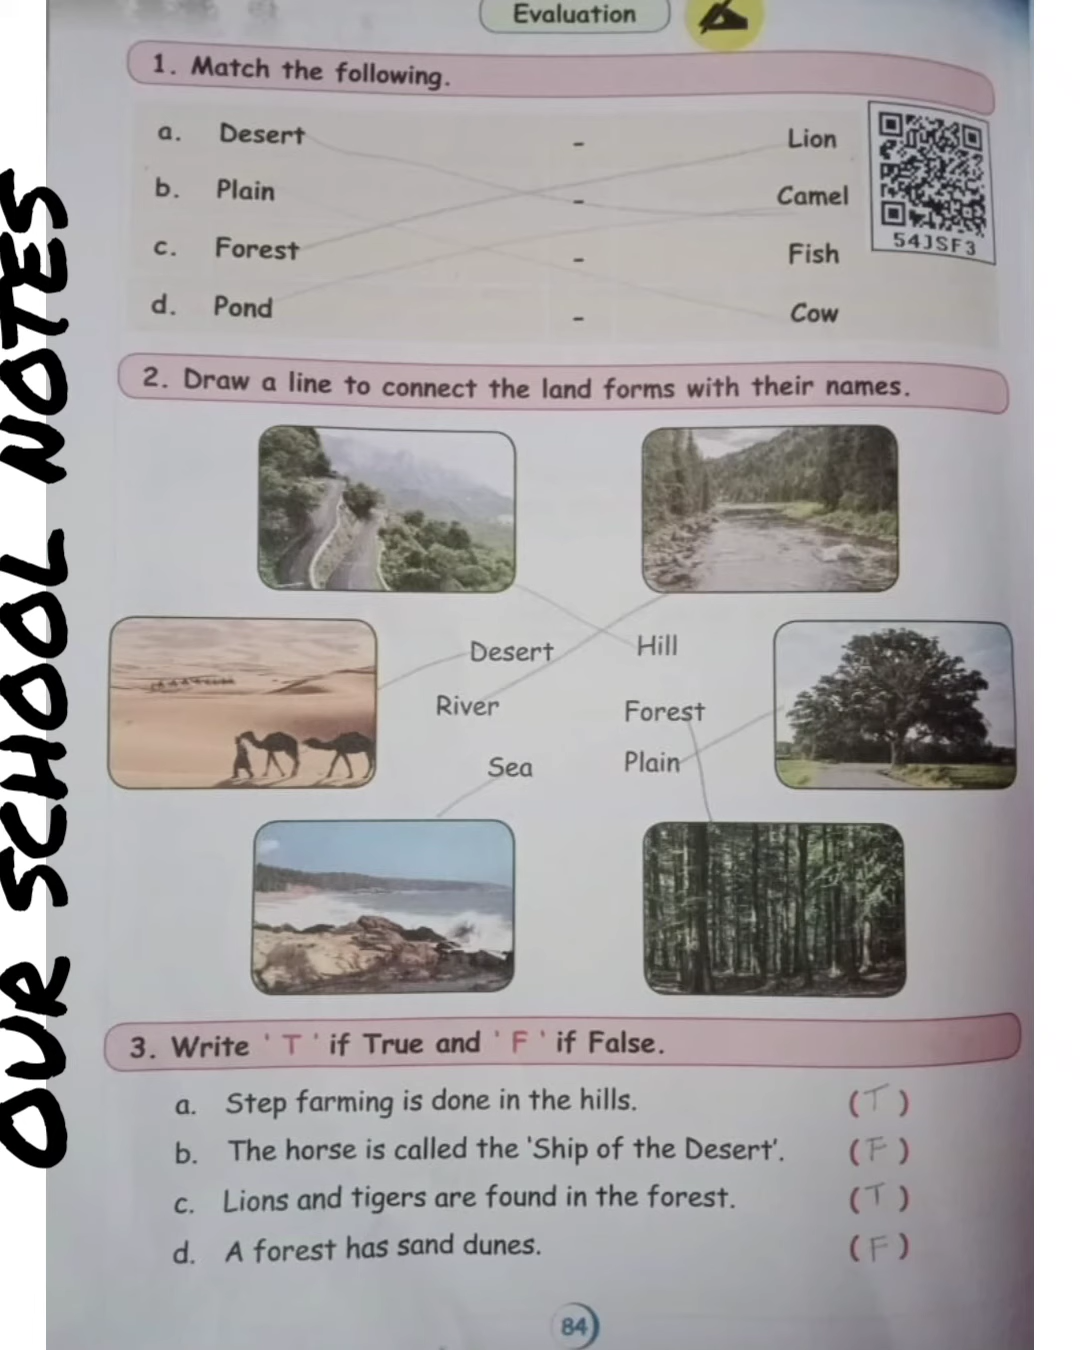 Evaluation
1. Match the following.
a. Desert - Lion
b. Plain - Camel
c. Forest - Fish
d. Pond - Cow
54JSF3
2. Draw a line to connect the land forms with their names.
Desert Hill
River Forest
Sea Plain
3. Write 'T' if True and 'F' if False.
a. Step farming is done in the hills. (T)
b. The horse is called the 'Ship of the Desert'. (F)
c. Lions and tigers are found in the forest. (T)
d. A forest has sand dunes. (F)
84
OUR SCHOOL NOTES